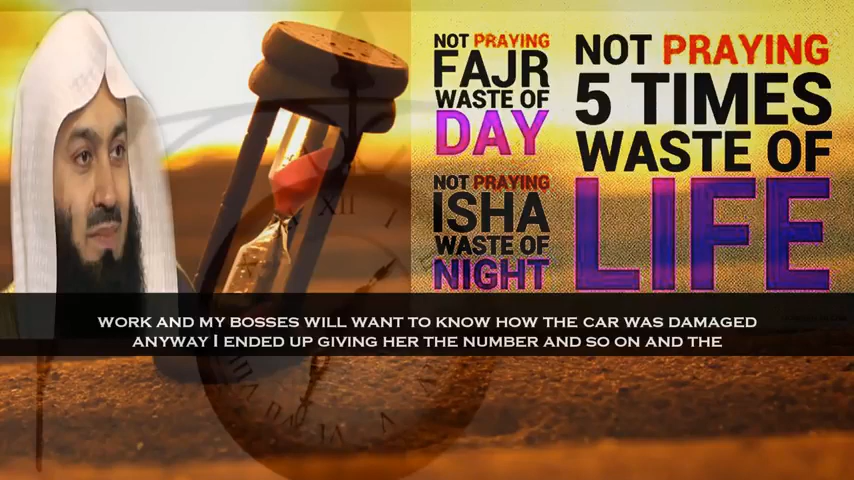 NOT PRAYING
FAJR
WASTE OF
DAY
NOT PRAYING
ISHA
WASTE OF
NIGHT
NOT PRAYING
5 TIMES
WASTE OF
LIFE
WORK AND MY BOSSES WILL WANT TO KNOW HOW THE CAR WAS DAMAGED
ANYWAY I ENDED UP GIVING HER THE NUMBER AND SO ON AND THE